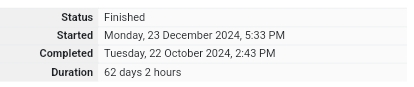 Status Finished
Started Monday, 23 December 2024, 5:33 PM
Completed Tuesday, 22 October 2024, 2:43 PM
Duration 62 days 2 hours